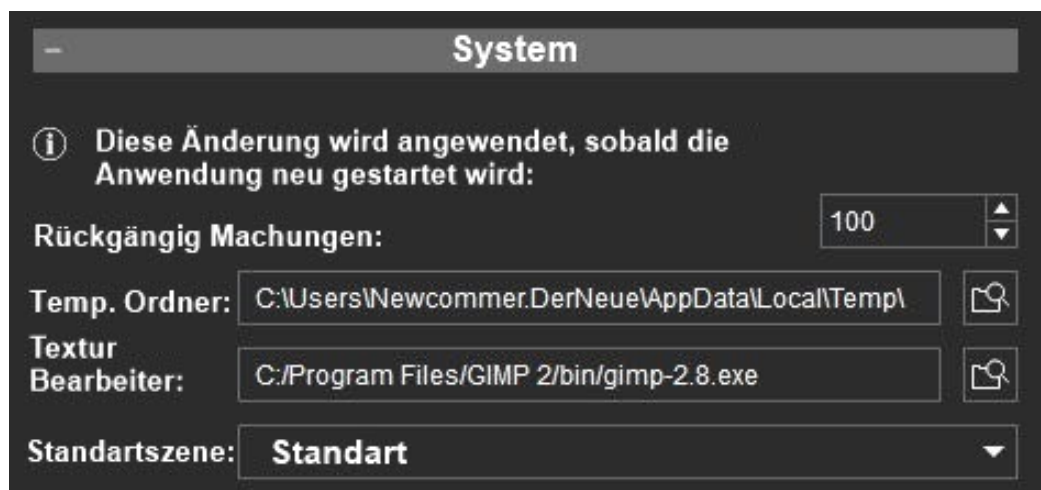 System
Diese Änderung wird angewendet, sobald die
Anwendung neu gestartet wird:
Rückgängig Machungen: 100
Temp. Ordner: C:\Users\Newcommer.DerNeue\AppData\Local\Temp\
Textur
Bearbeiter: C:/Program Files/GIMP 2/bin/gimp-2.8.exe
Standartszene: Standart